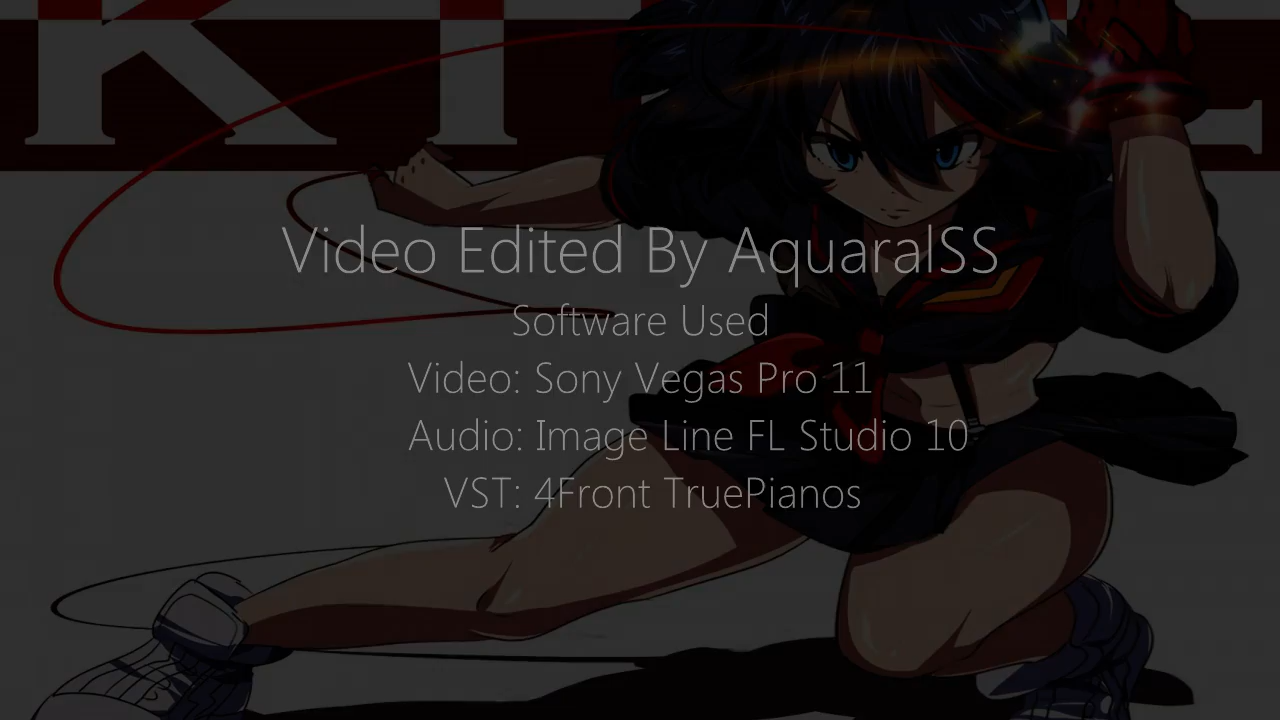 KI L
Video Edited By AquaralSS
Software Used
Video: Sony Vegas Pro 11
Audio: Image Line FL Studio 10
VST: 4Front TruePianos